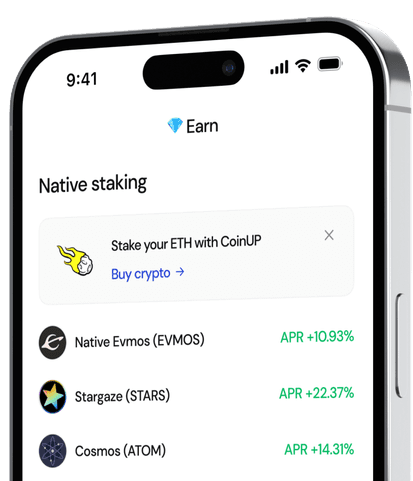 9:41
Earn
Native staking
Stake your ETH with CoinUP
Buy crypto →
Native Evmos (EVMOS) APR +10.93%
Stargaze (STARS) APR +22.37%
Cosmos (ATOM) APR +14.31%